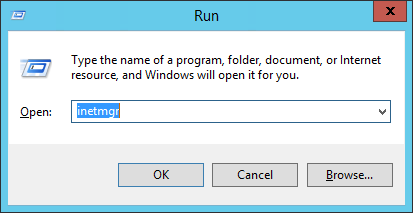 Run
x
Type the name of a program, folder, document, or Internet
resource, and Windows will open it for you.
Open: inetmgr
OK Cancel Browse...